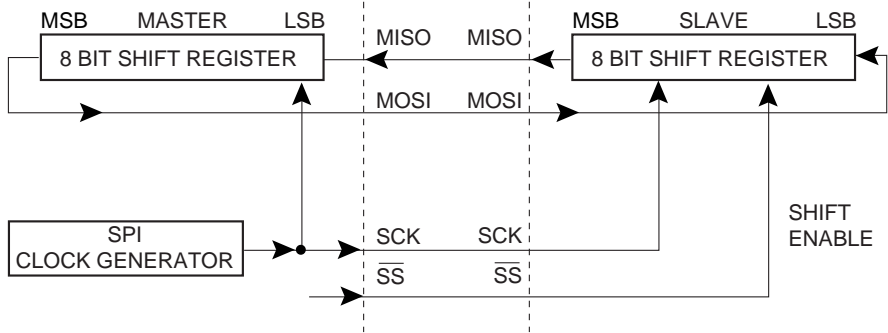 MSB MASTER LSB
MSB SLAVE LSB
8 BIT SHIFT REGISTER
MISO MISO
8 BIT SHIFT REGISTER
MOSI MOSI
SPI
CLOCK GENERATOR
SCK SCK
SS SS
SHIFT
ENABLE